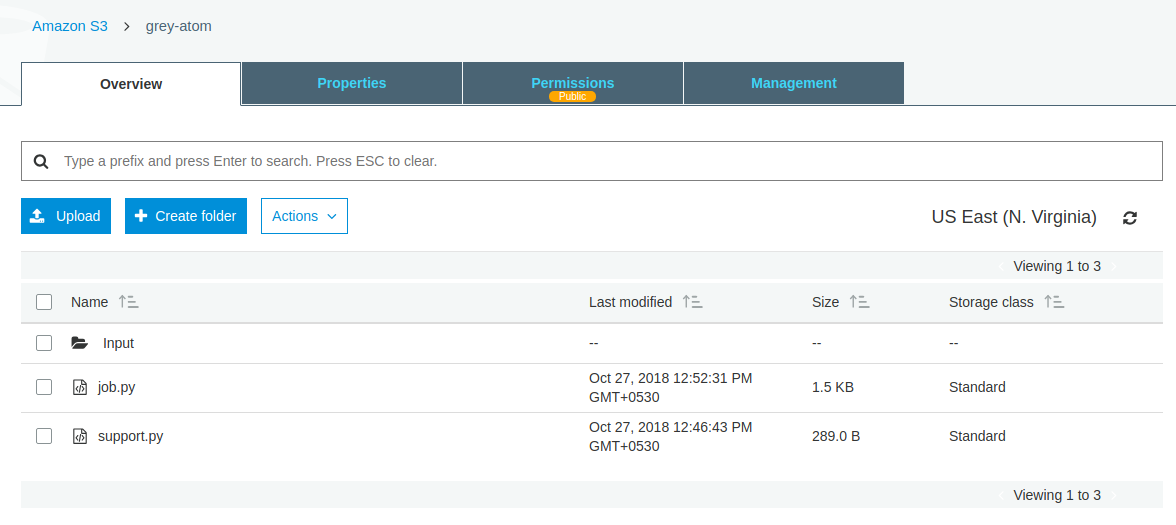 Amazon S3 > grey-atom
Overview Properties Permissions Management
Public
Type a prefix and press Enter to search. Press ESC to clear.
Upload Create folder Actions US East (N. Virginia)
Viewing 1 to 3
Name Last modified Size Storage class
Input -- -- --
job.py Oct 27, 2018 12:52:31 PM 1.5 KB Standard
GMT+0530
support.py Oct 27, 2018 12:46:43 PM 289.0 B Standard
GMT+0530
Viewing 1 to 3